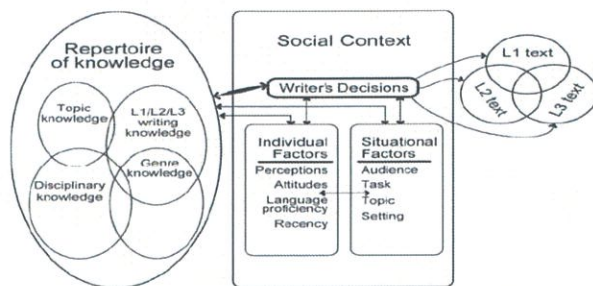 Repertoire
of knowledge
Topic
knowledge
L1/L2/L3
writing
knowledge
Genre
knowledge
Disciplinary
knowledge
Social Context
Writer's Decisions
Individual
Factors
Perceptions
Attitudes
Language
proficiency
Recency
Situational
Factors
Audience
Task
Topic
Setting
L1 text
L2 text
L3 text